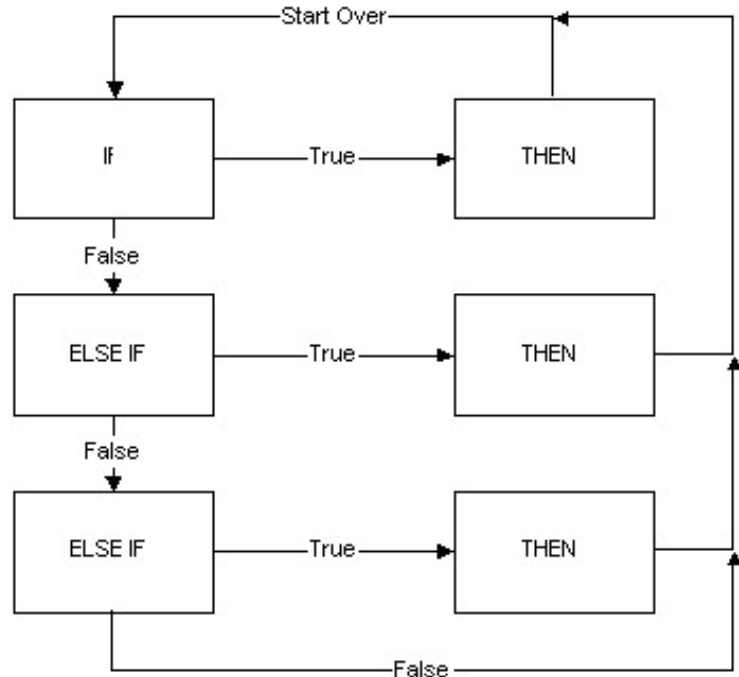 Start Over
IF
True
THEN
False
ELSE IF
True
THEN
False
ELSE IF
True
THEN
False